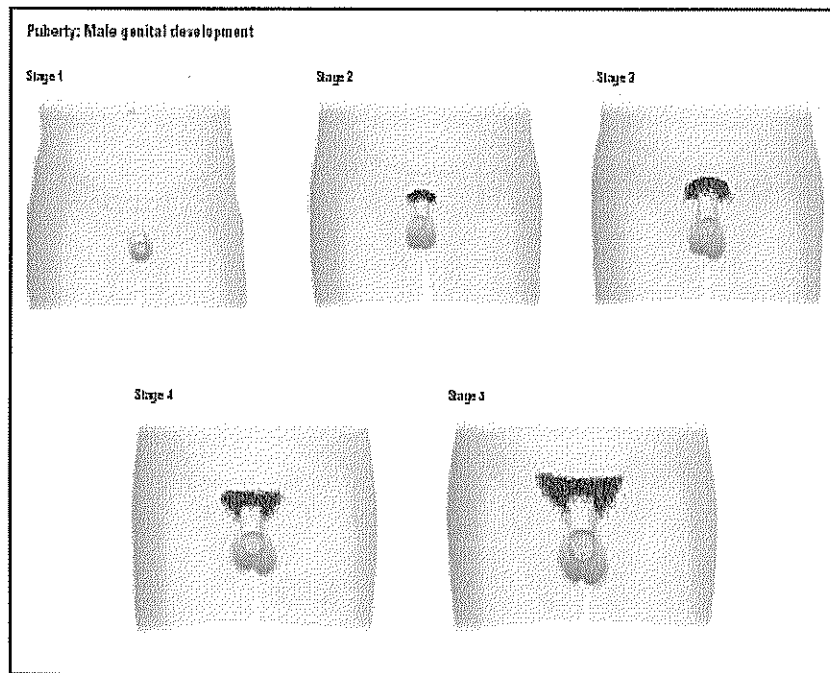 Puberty: Male genital development
Stage 1
Stage 2
Stage 3
Stage 4
Stage 5